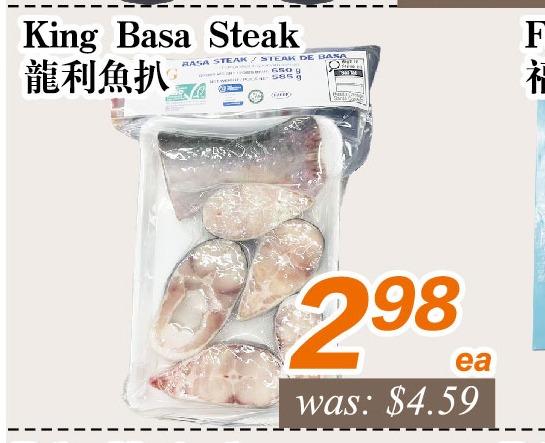 King Basa Steak
龍利魚扒
BASA STEAK / STEAK DE BASA
650 g
585 g
2 98
ea
was: $4.59
F